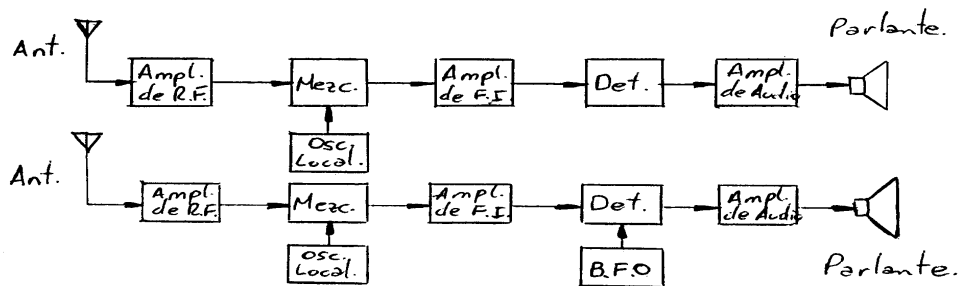 Parlante.
Ant.
Ampl.
de R.F.
Mezc.
Ampl.
de F.I
Det.
Ampl.
de Audio
Osc.
Local.
Ant.
Ampl.
de R.F.
Mezc.
Ampl.
de F.I.
Det.
Ampl.
de Audio
Osc.
Local.
B.F.O
Parlante.